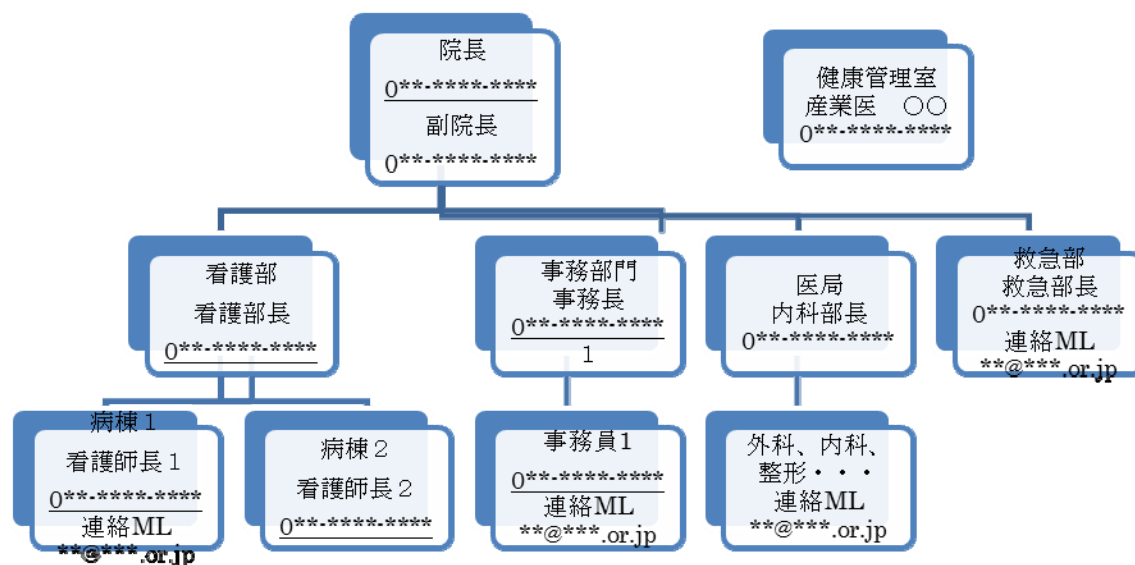 院長
0**-****-****
副院長
0**-****-****
健康管理室
産業医　○○
0**-****-****
看護部
看護部長
0**-****-****
事務部門
事務長
0**-****-****
1
医局
内科部長
0**-****-****
救急部
救急部長
0**-****-****
連絡ML
**@***.or.jp
病棟１
看護師長１
0**-****-****
連絡ML
**@***.or.jp
病棟２
看護師長２
0**-****-****
事務員1
0**-****-****
連絡ML
**@***.or.jp
外科、内科、
整形・・・
連絡ML
**@***.or.jp